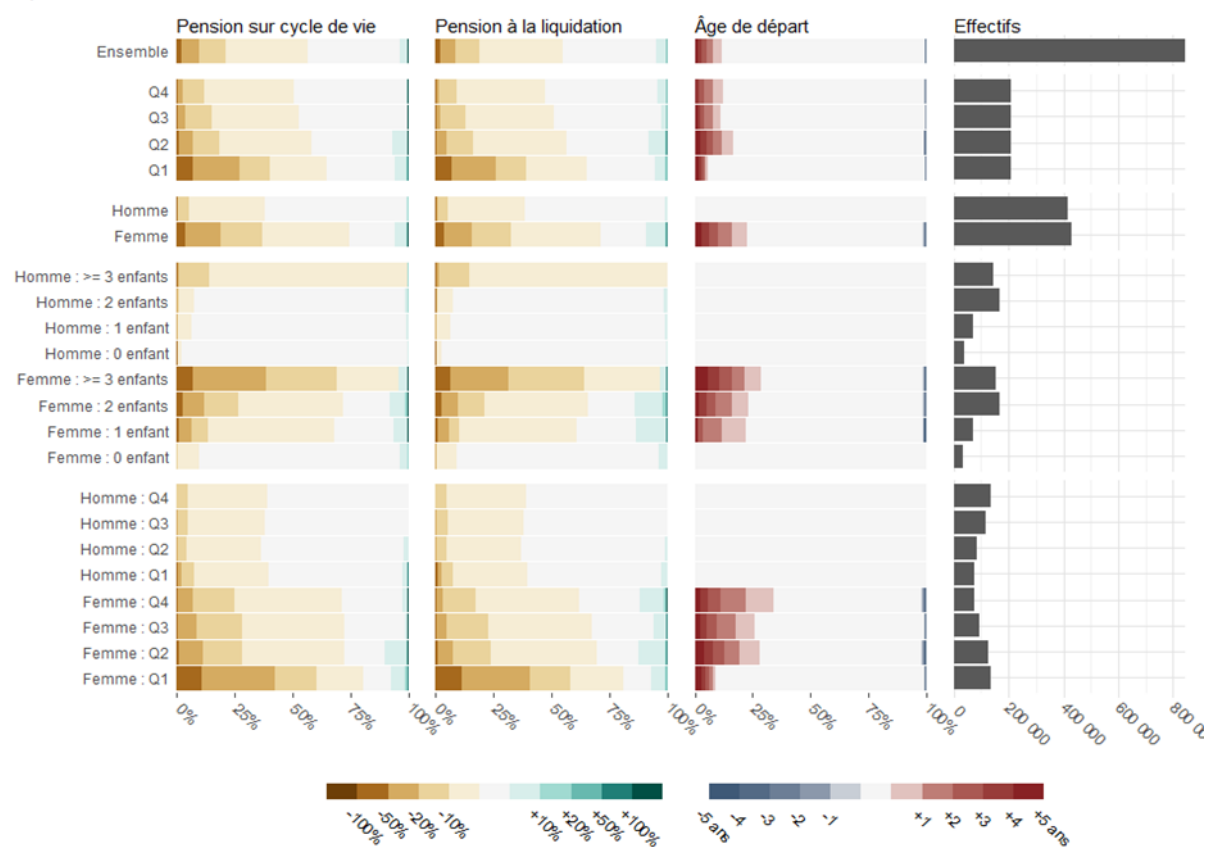 Pension sur cycle de vie
Pension à la liquidation
Âge de départ
Effectifs
Ensemble
Q4
Q3
Q2
Q1
Homme
Femme
Homme : >= 3 enfants
Homme : 2 enfants
Homme : 1 enfant
Homme : 0 enfant
Femme : >= 3 enfants
Femme : 2 enfants
Femme : 1 enfant
Femme : 0 enfant
Homme : Q4
Homme : Q3
Homme : Q2
Homme : Q1
Femme : Q4
Femme : Q3
Femme : Q2
Femme : Q1
0% 25% 50% 75% 100%
0% 25% 50% 75% 100%
0% 25% 50% 75% 100%
0 200 000 400 000 600 000 800 00
-100% -50% -20% -10% +10% +20% +50% +100%
-5 ans -4 -3 -2 -1 +1 +2 +3 +4 +5 ans